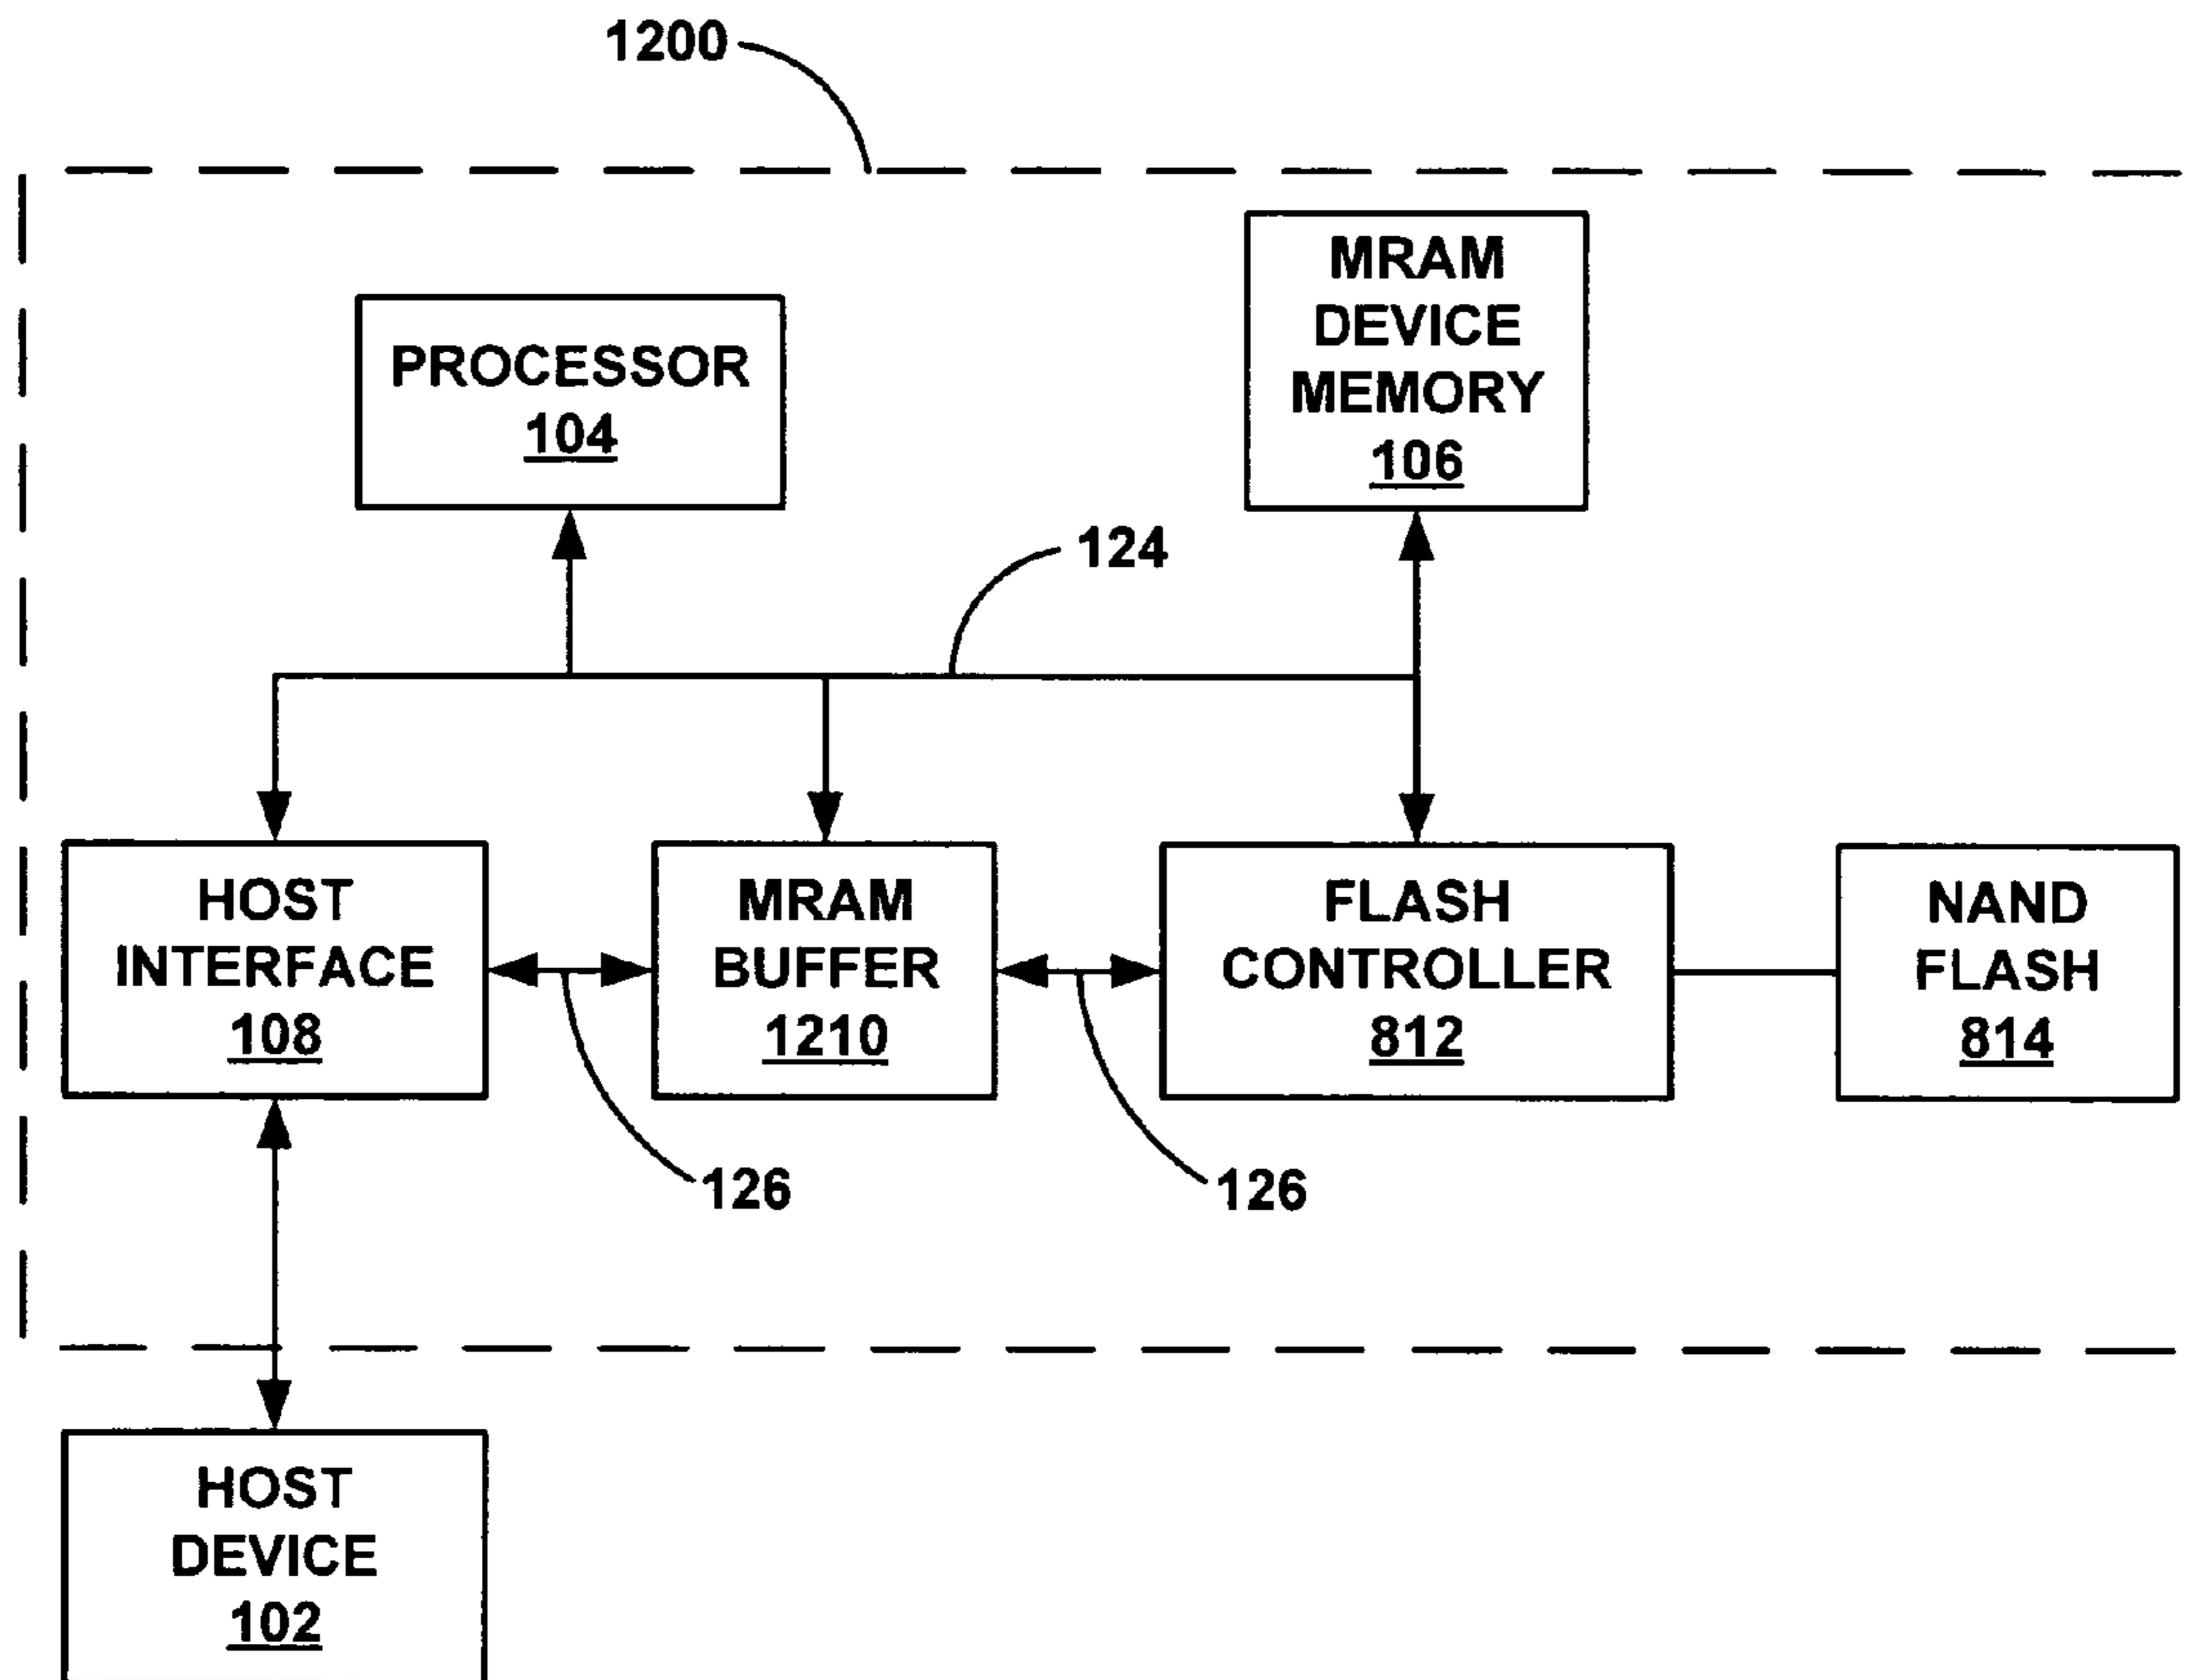 1200
MRAM
DEVICE
MEMORY
106
PROCESSOR
104
124
HOST
INTERFACE
108
MRAM
BUFFER
1210
FLASH
CONTROLLER
812
NAND
FLASH
814
126
126
HOST
DEVICE
102